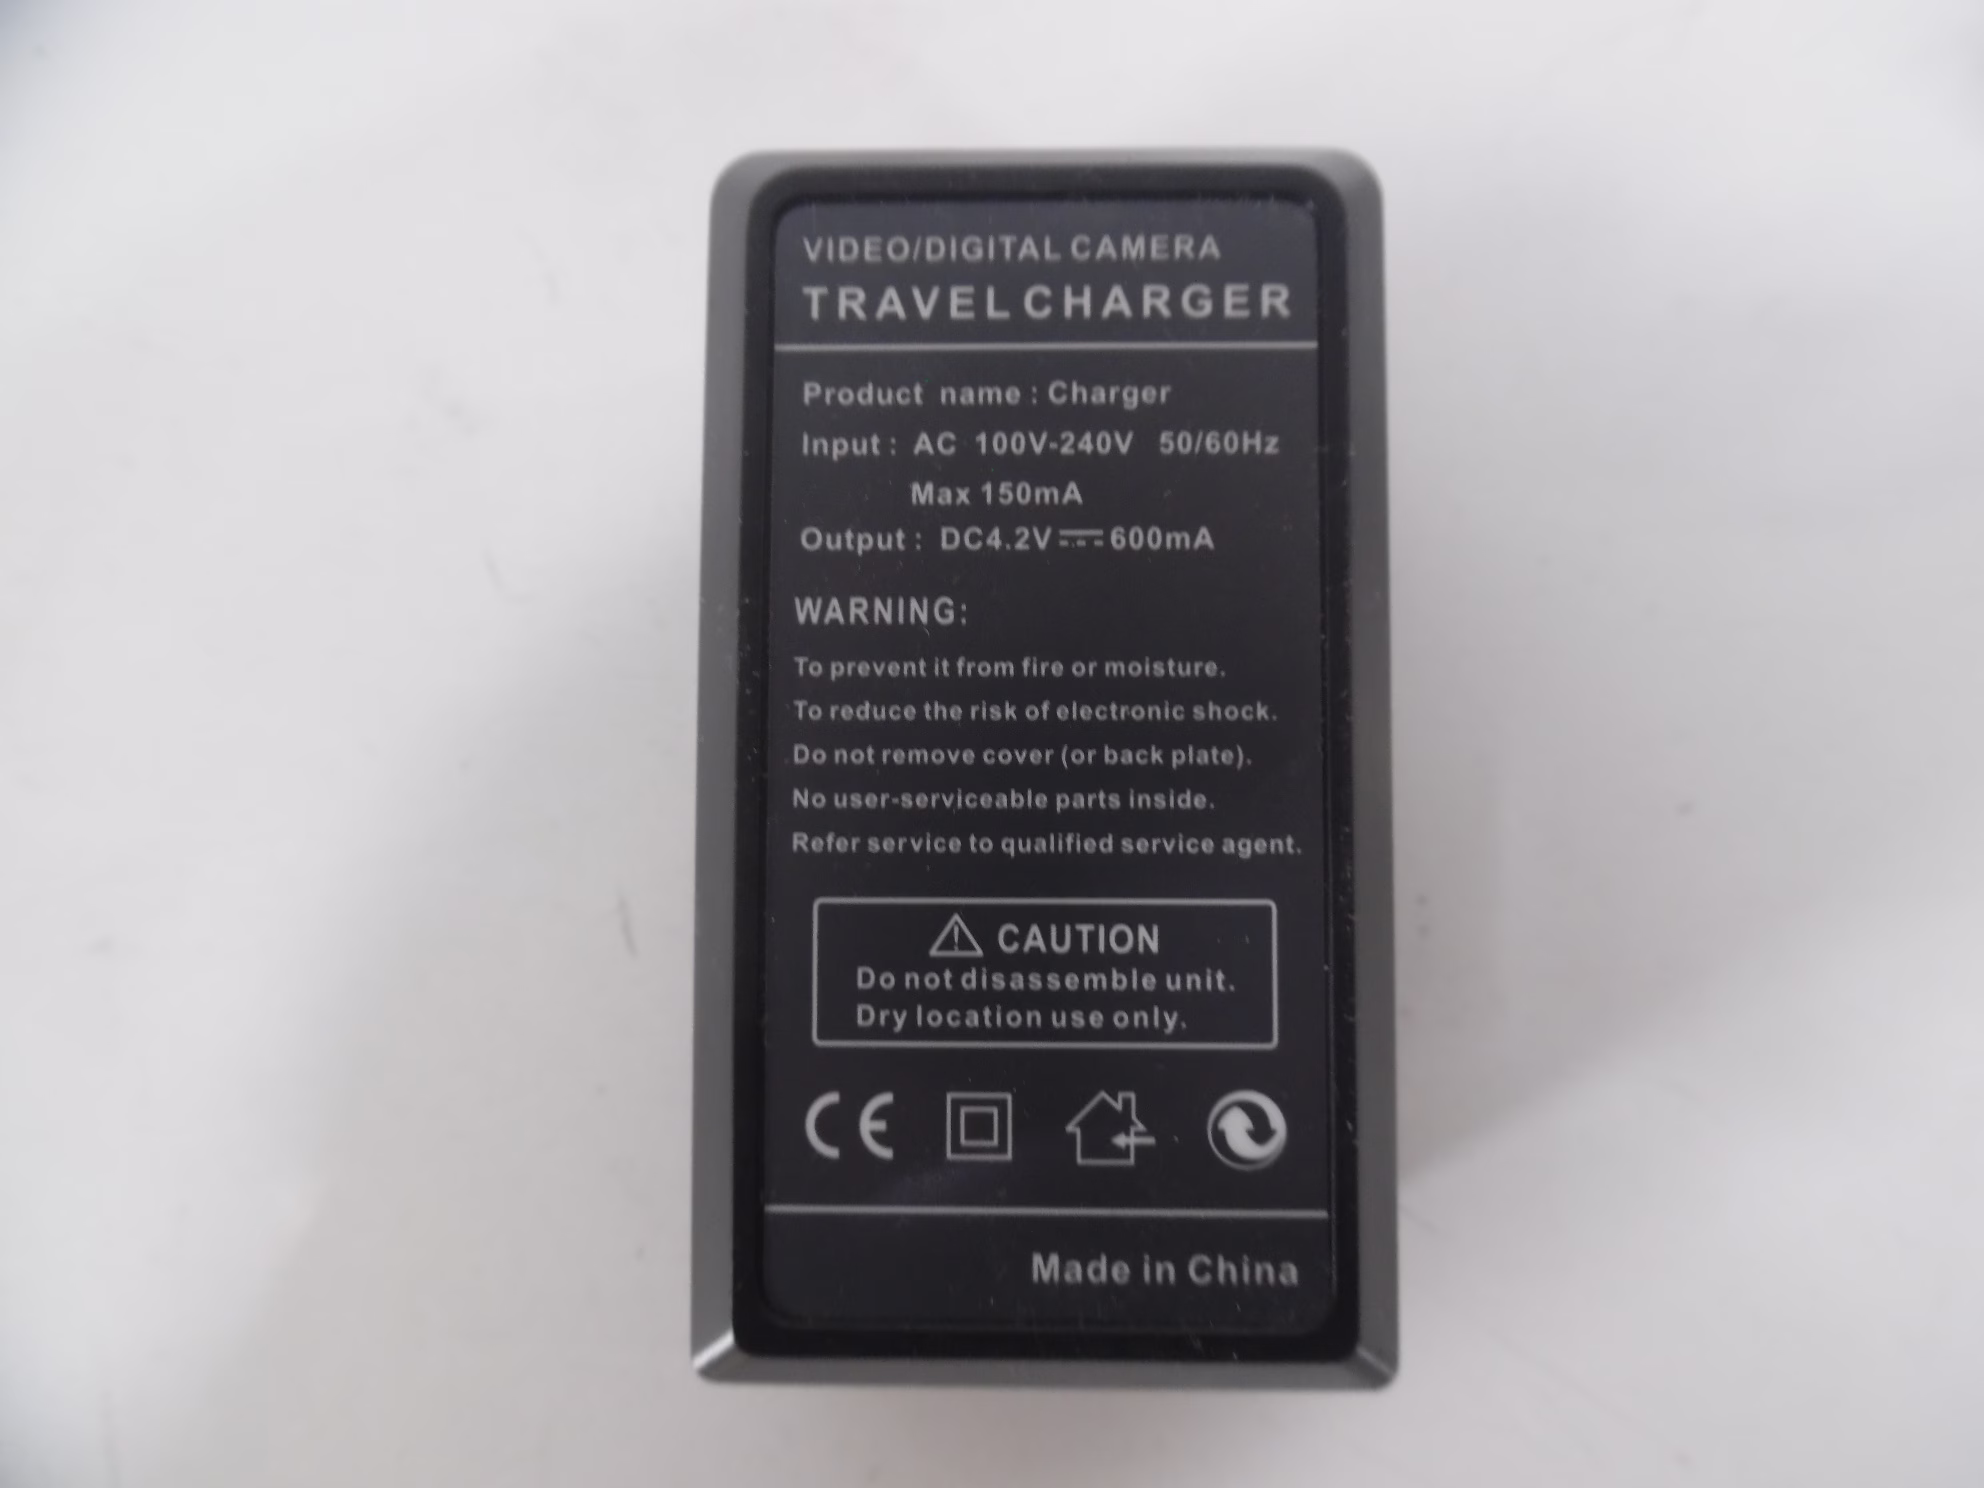 VIDEO/DIGITAL CAMERA
TRAVEL CHARGER
Product name : Charger
Input : AC 100V-240V 50/60Hz
Max 150mA
Output : DC4.2V⎓600mA
WARNING:
To prevent it from fire or moisture.
To reduce the risk of electronic shock.
Do not remove cover (or back plate).
No user-serviceable parts inside.
Refer service to qualified service agent.
CAUTION
Do not disassemble unit.
Dry location use only.
CE
Made in China